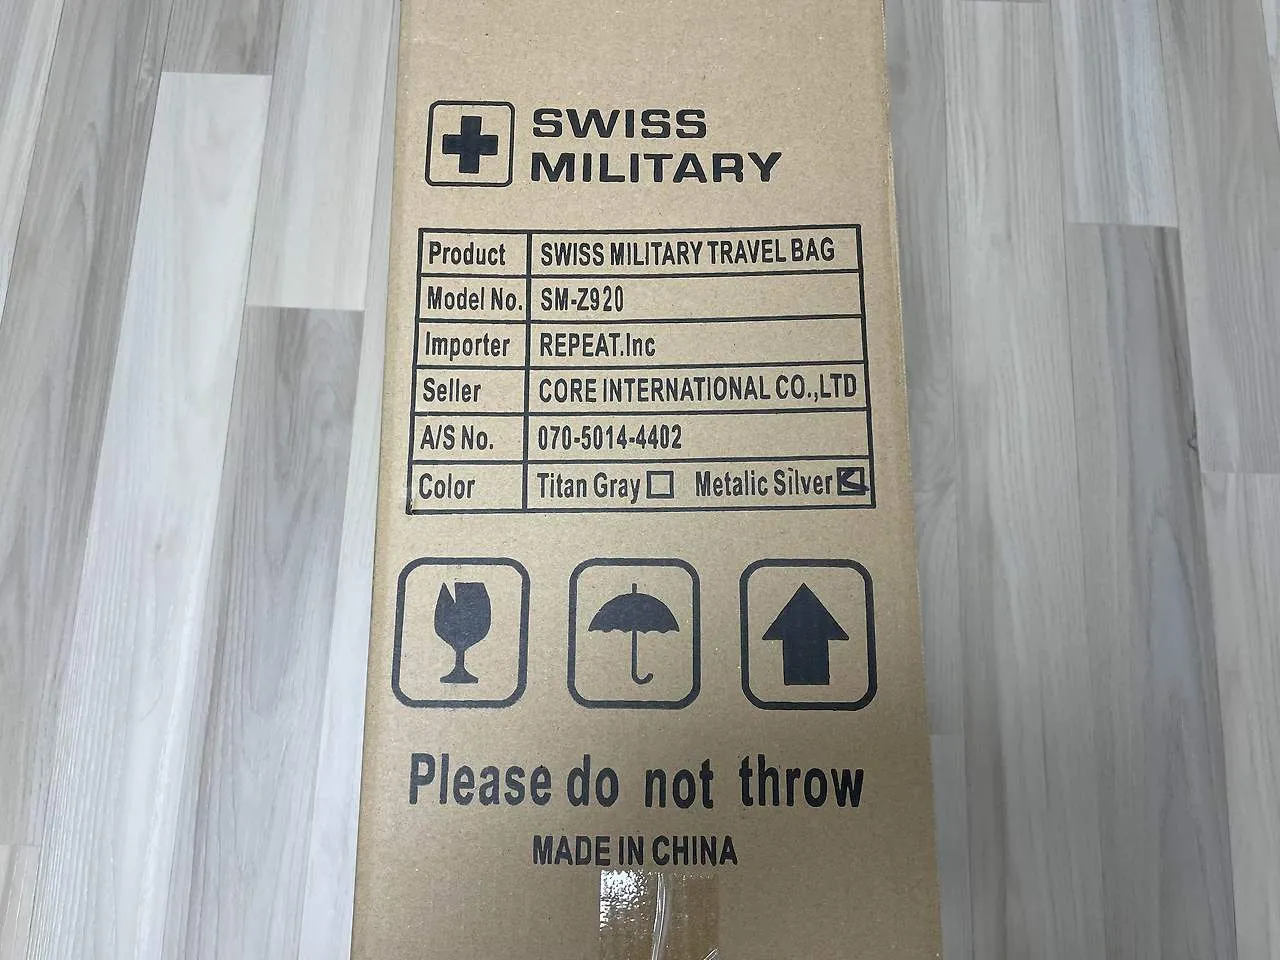 SWISS
MILITARY
Product SWISS MILITARY TRAVEL BAG
Model No. SM-Z920
Importer REPEAT.Inc
Seller CORE INTERNATIONAL CO.,LTD
A/S No. 070-5014-4402
Color Titan Gray Metalic Silver
Please do not throw
MADE IN CHINA